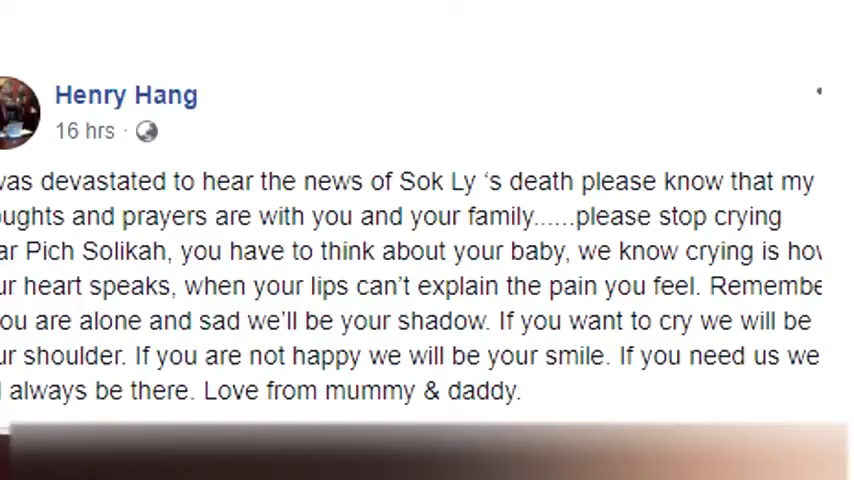 Henry Hang
16 hrs ·
was devastated to hear the news of Sok Ly ‘s death please know that my
oughts and prayers are with you and your family......please stop crying
ar Pich Solikah, you have to think about your baby, we know crying is how
ur heart speaks, when your lips can’t explain the pain you feel. Remembe
ou are alone and sad we’ll be your shadow. If you want to cry we will be
ur shoulder. If you are not happy we will be your smile. If you need us we
l always be there. Love from mummy & daddy.